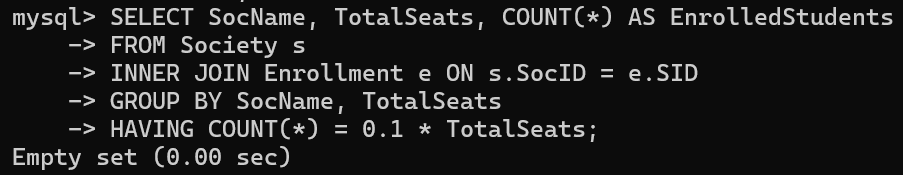 mysql> SELECT SocName, TotalSeats, COUNT(*) AS EnrolledStudents
    -> FROM Society s
    -> INNER JOIN Enrollment e ON s.SocID = e.SID
    -> GROUP BY SocName, TotalSeats
    -> HAVING COUNT(*) = 0.1 * TotalSeats;
Empty set (0.00 sec)